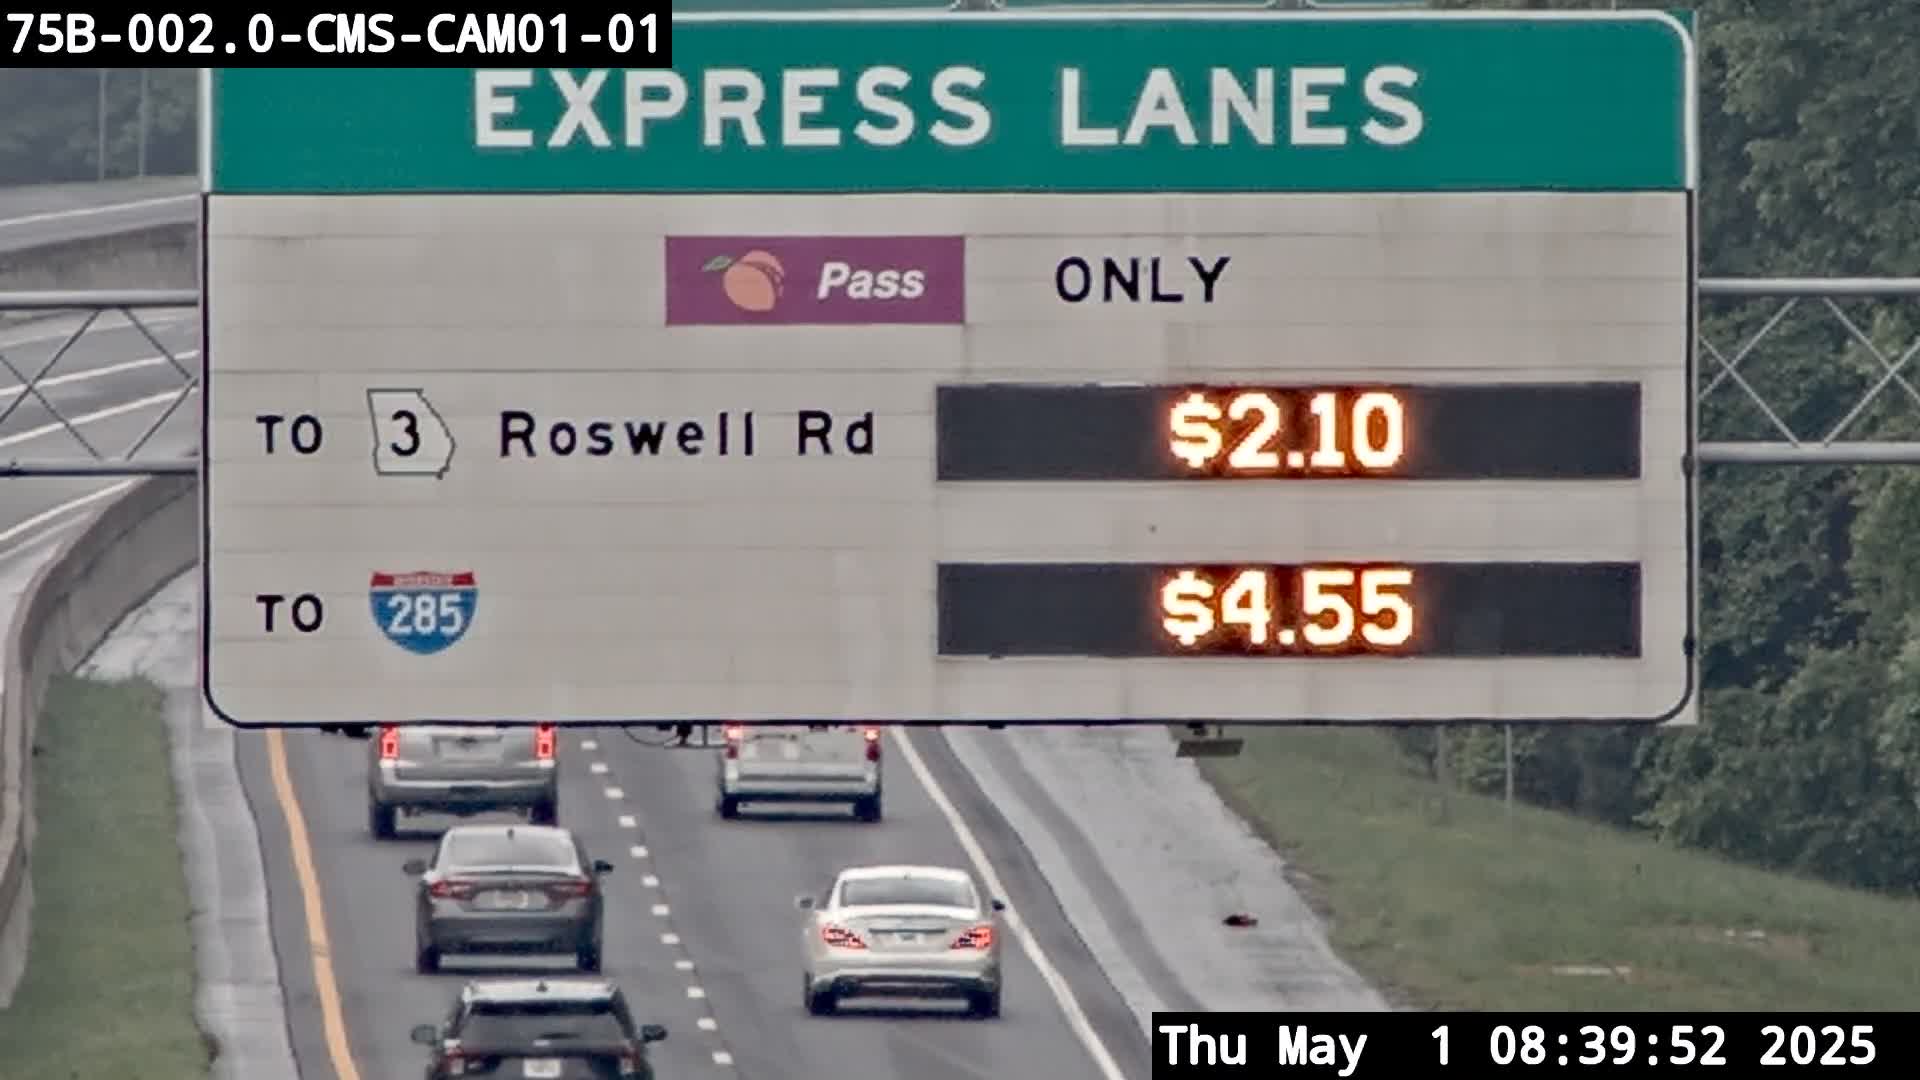 75B-002.0-CMS-CAM01-01
EXPRESS LANES
Pass ONLY
TO 3 Roswell Rd $2.10
TO 285 $4.55
Thu May 1 08:39:52 2025